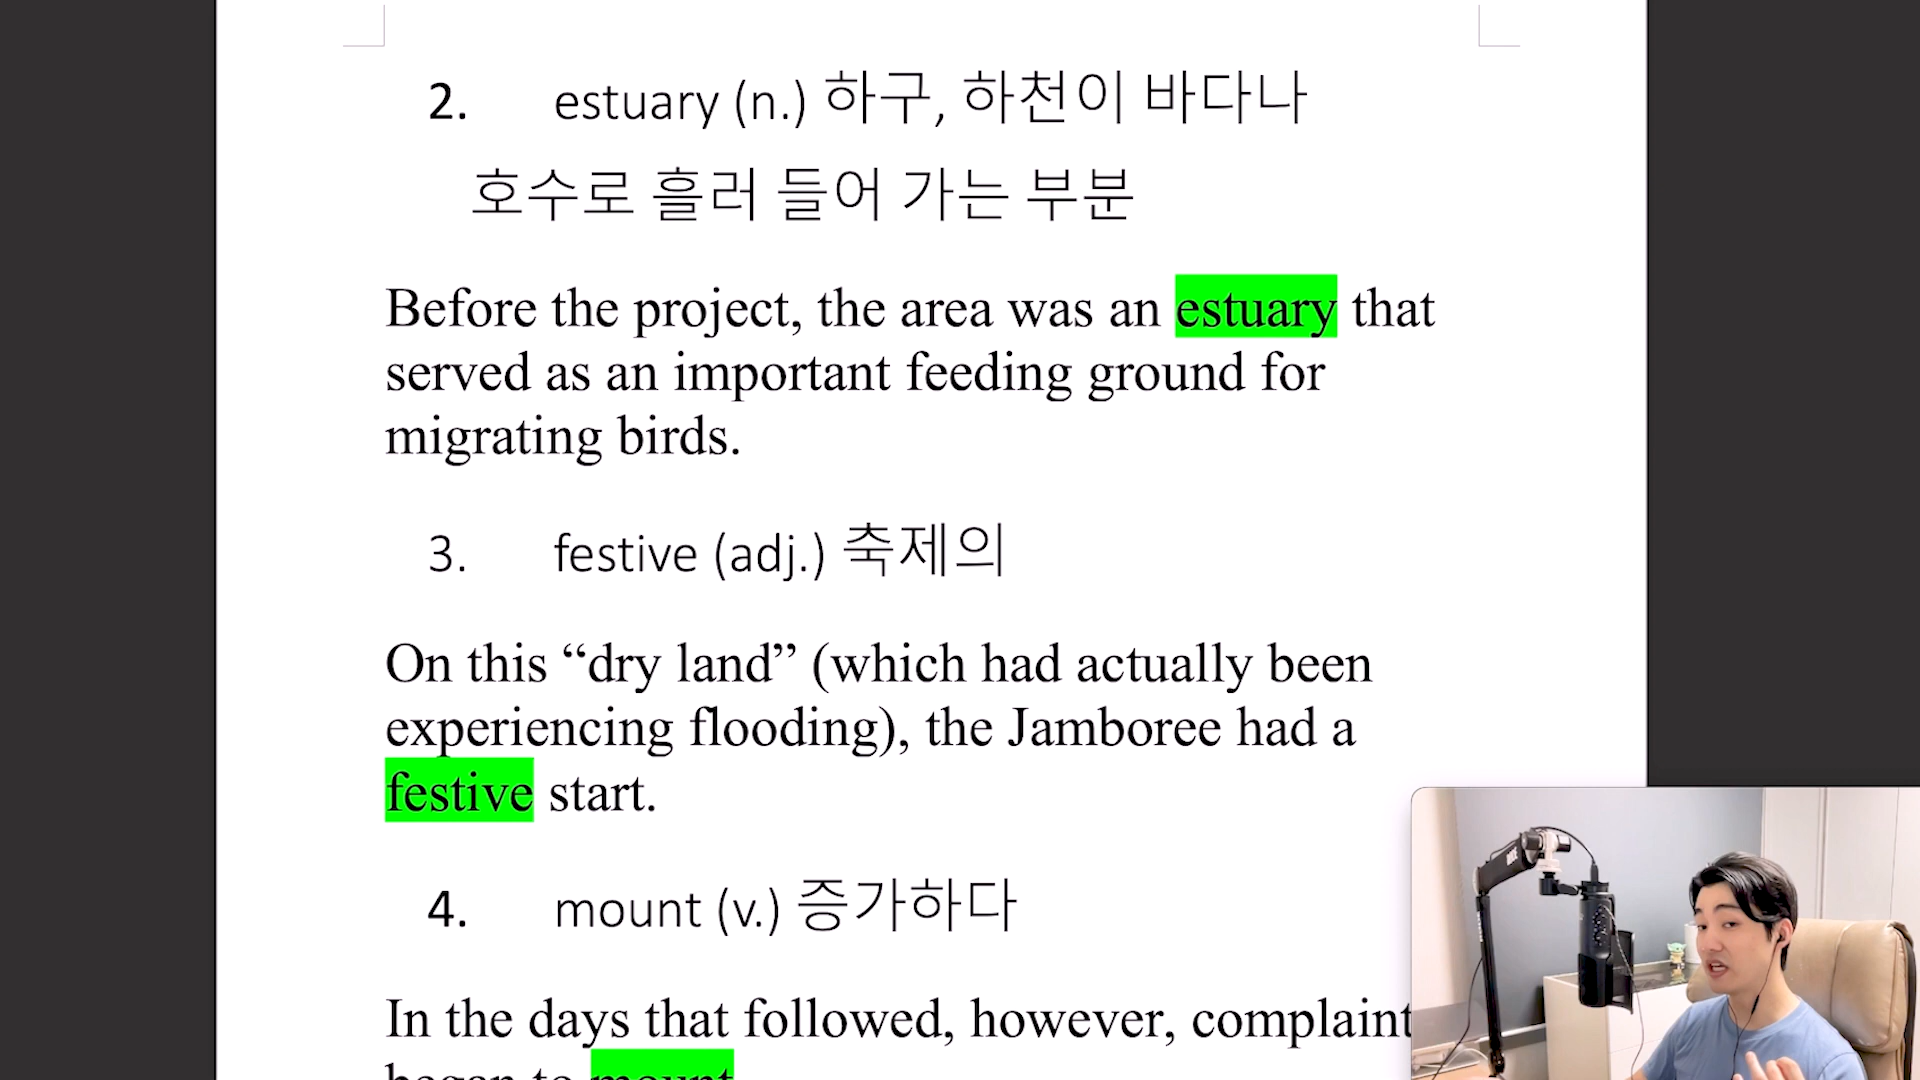 2. estuary (n.) 하구, 하천이 바다나
호수로 흘러 들어 가는 부분
Before the project, the area was an estuary that
served as an important feeding ground for
migrating birds.
3. festive (adj.) 축제의
On this “dry land” (which had actually been
experiencing flooding), the Jamboree had a
festive start.
4. mount (v.) 증가하다
In the days that followed, however, complaint
began to mount